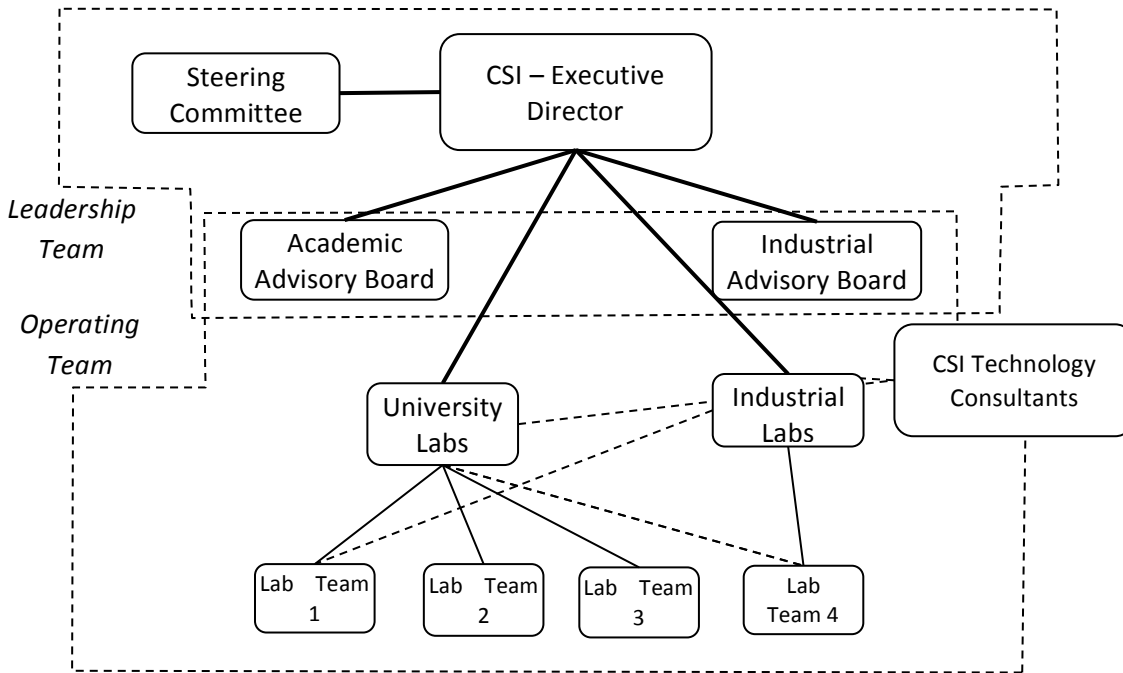 Steering
Committee
CSI – Executive
Director
Leadership
Team
Academic
Advisory Board
Industrial
Advisory Board
Operating
Team
CSI Technology
Consultants
University
Labs
Industrial
Labs
Lab Team
1
Lab Team
2
Lab Team
3
Lab
Team 4